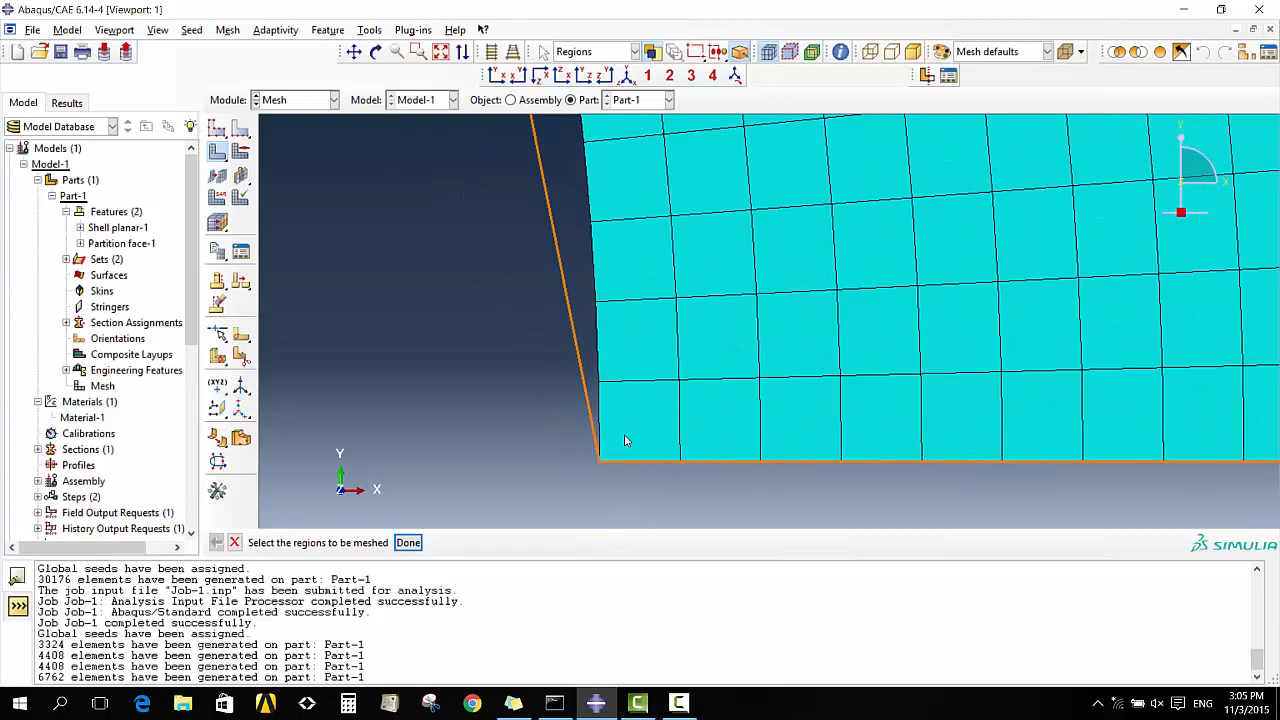 Abaqus/CAE 6.14-4 [Viewport: 1]
File Model Viewport View Seed Mesh Adaptivity Feature Tools Plug-ins Help
Regions Mesh defaults
1 2 3 4
Model Results Module: Mesh Model: Model-1 Object: Assembly Part: Part-1
Model Database
Models (1)
Model-1
Parts (1)
Part-1
Features (2)
Shell planar-1
Partition face-1
Sets (2)
Surfaces
Skins
Stringers
Section Assignments
Orientations
Composite Layups
Engineering Features
Mesh
Materials (1)
Material-1
Calibrations
Sections (1)
Profiles
Assembly
Steps (2)
Field Output Requests (1)
History Output Requests (1)
Y
X
Z
Y
X
Select the regions to be meshed Done
SIMULIA
Global seeds have been assigned.
30176 elements have been generated on part: Part-1
The job input file "Job-1.inp" has been submitted for analysis.
Job Job-1: Analysis Input File Processor completed successfully.
Job Job-1: Abaqus/Standard completed successfully.
Job Job-1 completed successfully.
Global seeds have been assigned.
3324 elements have been generated on part: Part-1
4408 elements have been generated on part: Part-1
4408 elements have been generated on part: Part-1
6762 elements have been generated on part: Part-1
ENG
3:05 PM
11/3/2015